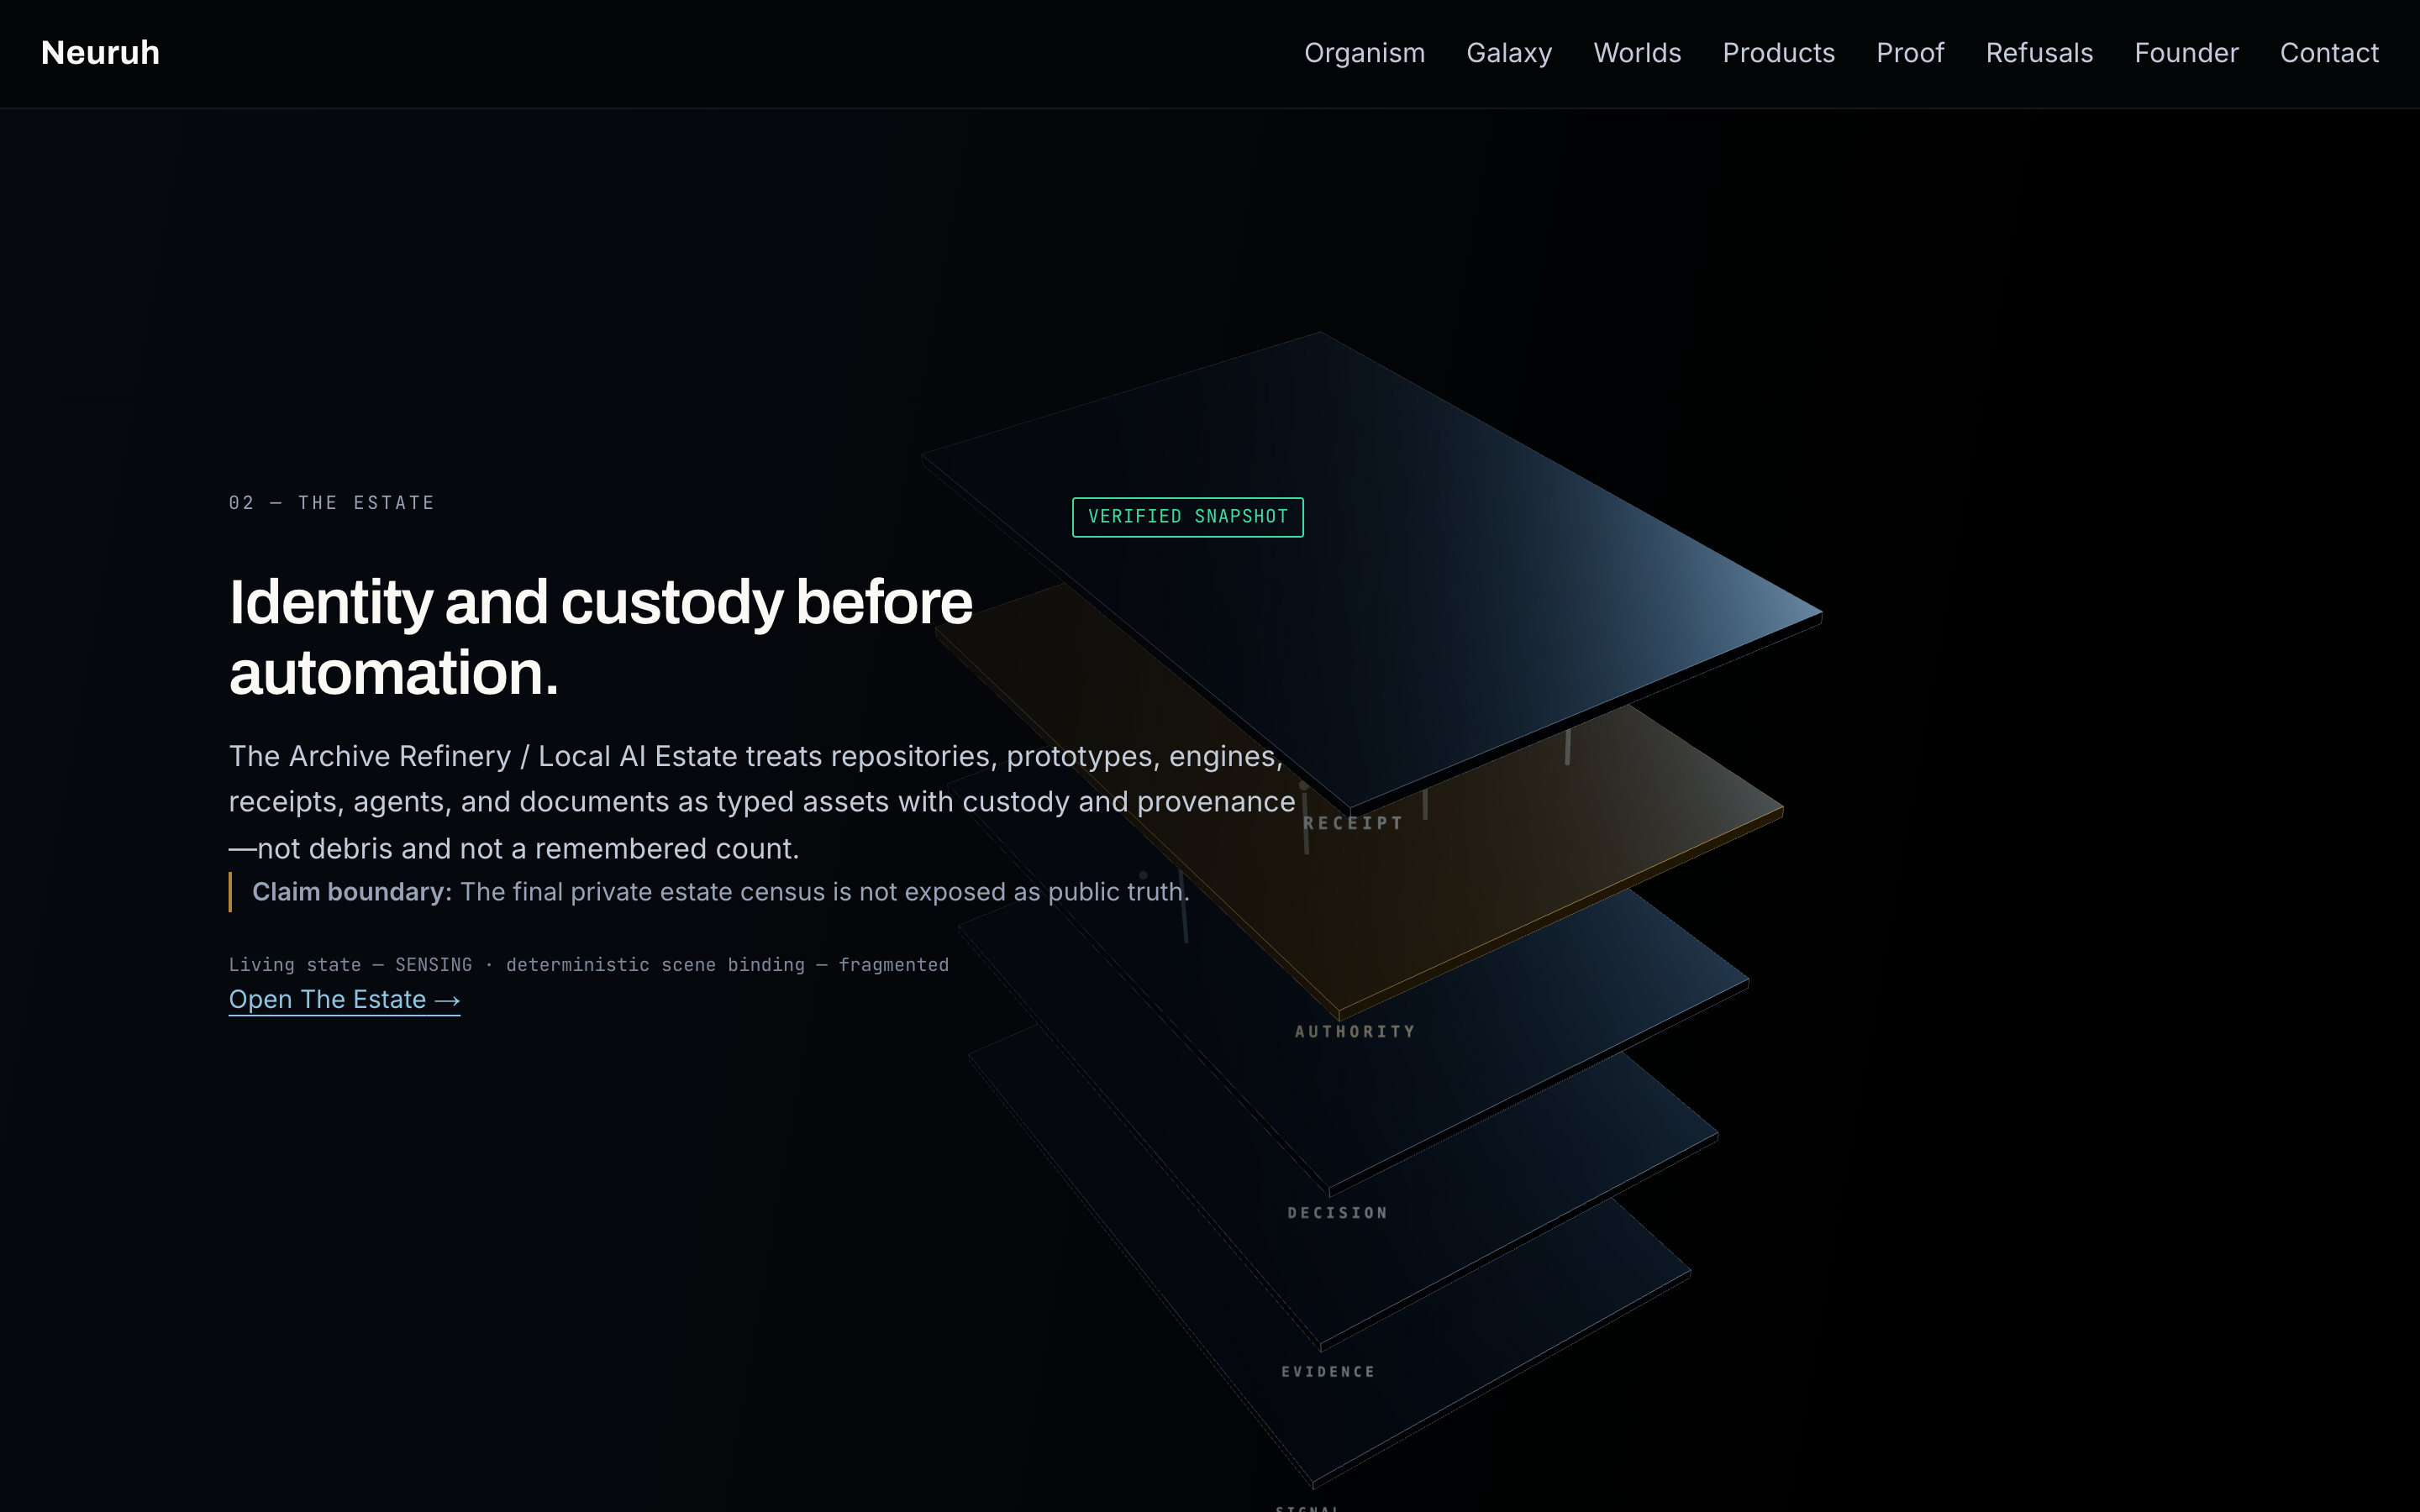 Neuruh
Organism Galaxy Worlds Products Proof Refusals Founder Contact
02 — THE ESTATE
VERIFIED SNAPSHOT
Identity and custody before
automation.
The Archive Refinery / Local AI Estate treats repositories, prototypes, engines,
receipts, agents, and documents as typed assets with custody and provenance
—not debris and not a remembered count.
Claim boundary: The final private estate census is not exposed as public truth.
Living state — SENSING · deterministic scene binding — fragmented
Open The Estate →
RECEIPT
AUTHORITY
DECISION
EVIDENCE
SIGNAL